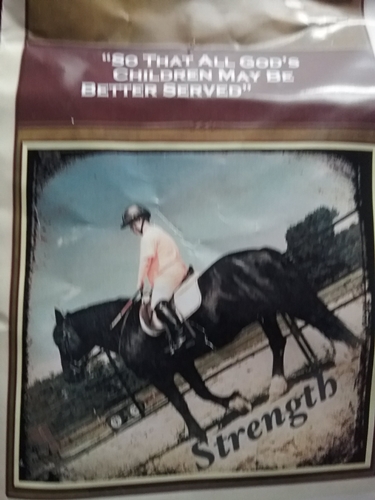 "So That All God's
Children May Be
Better Served"
Strength